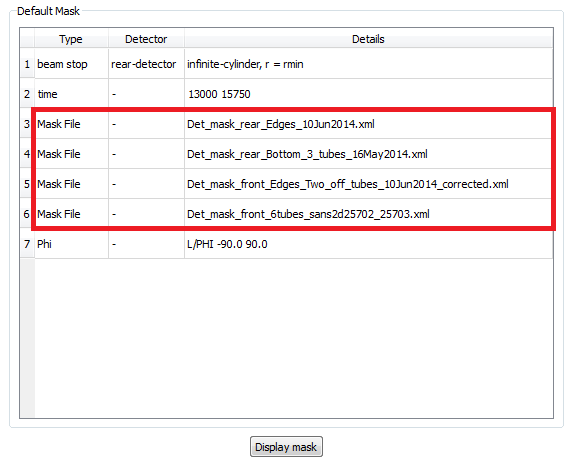 Default Mask
Type Detector Details
1 beam stop rear-detector infinite-cylinder, r = rmin
2 time - 13000 15750
3 Mask File - Det_mask_rear_Edges_10Jun2014.xml
4 Mask File - Det_mask_rear_Bottom_3_tubes_16May2014.xml
5 Mask File - Det_mask_front_Edges_Two_off_tubes_10Jun2014_corrected.xml
6 Mask File - Det_mask_front_6tubes_sans2d25702_25703.xml
7 Phi - L/PHI -90.0 90.0
Display mask